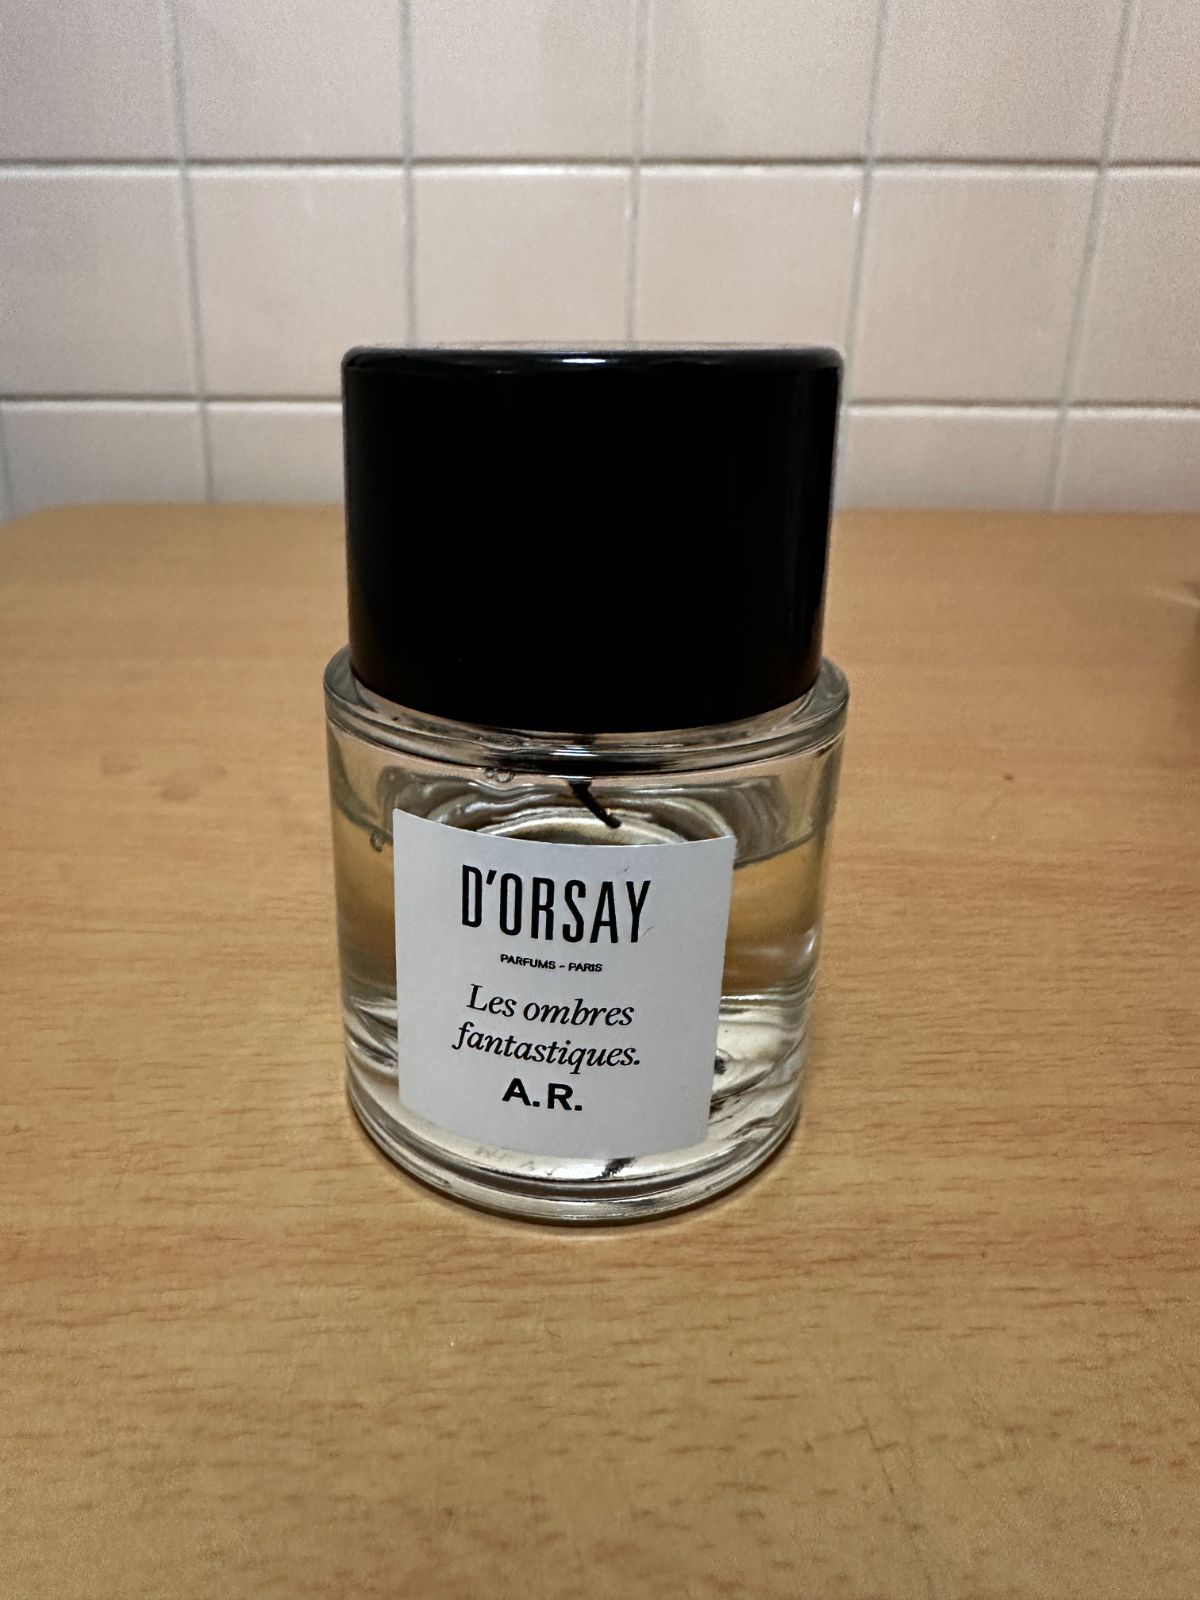 D'ORSAY
PARFUMS - PARIS
Les ombres
fantastiques.
A.R.